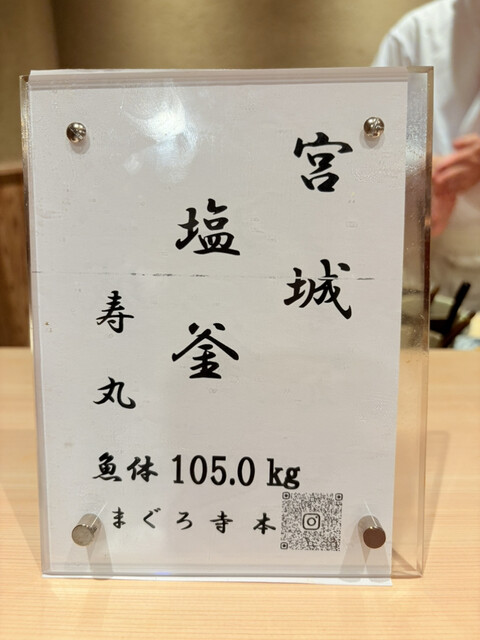 宮城
塩釜
寿丸
魚体 105.0 kg
まぐろ寺本